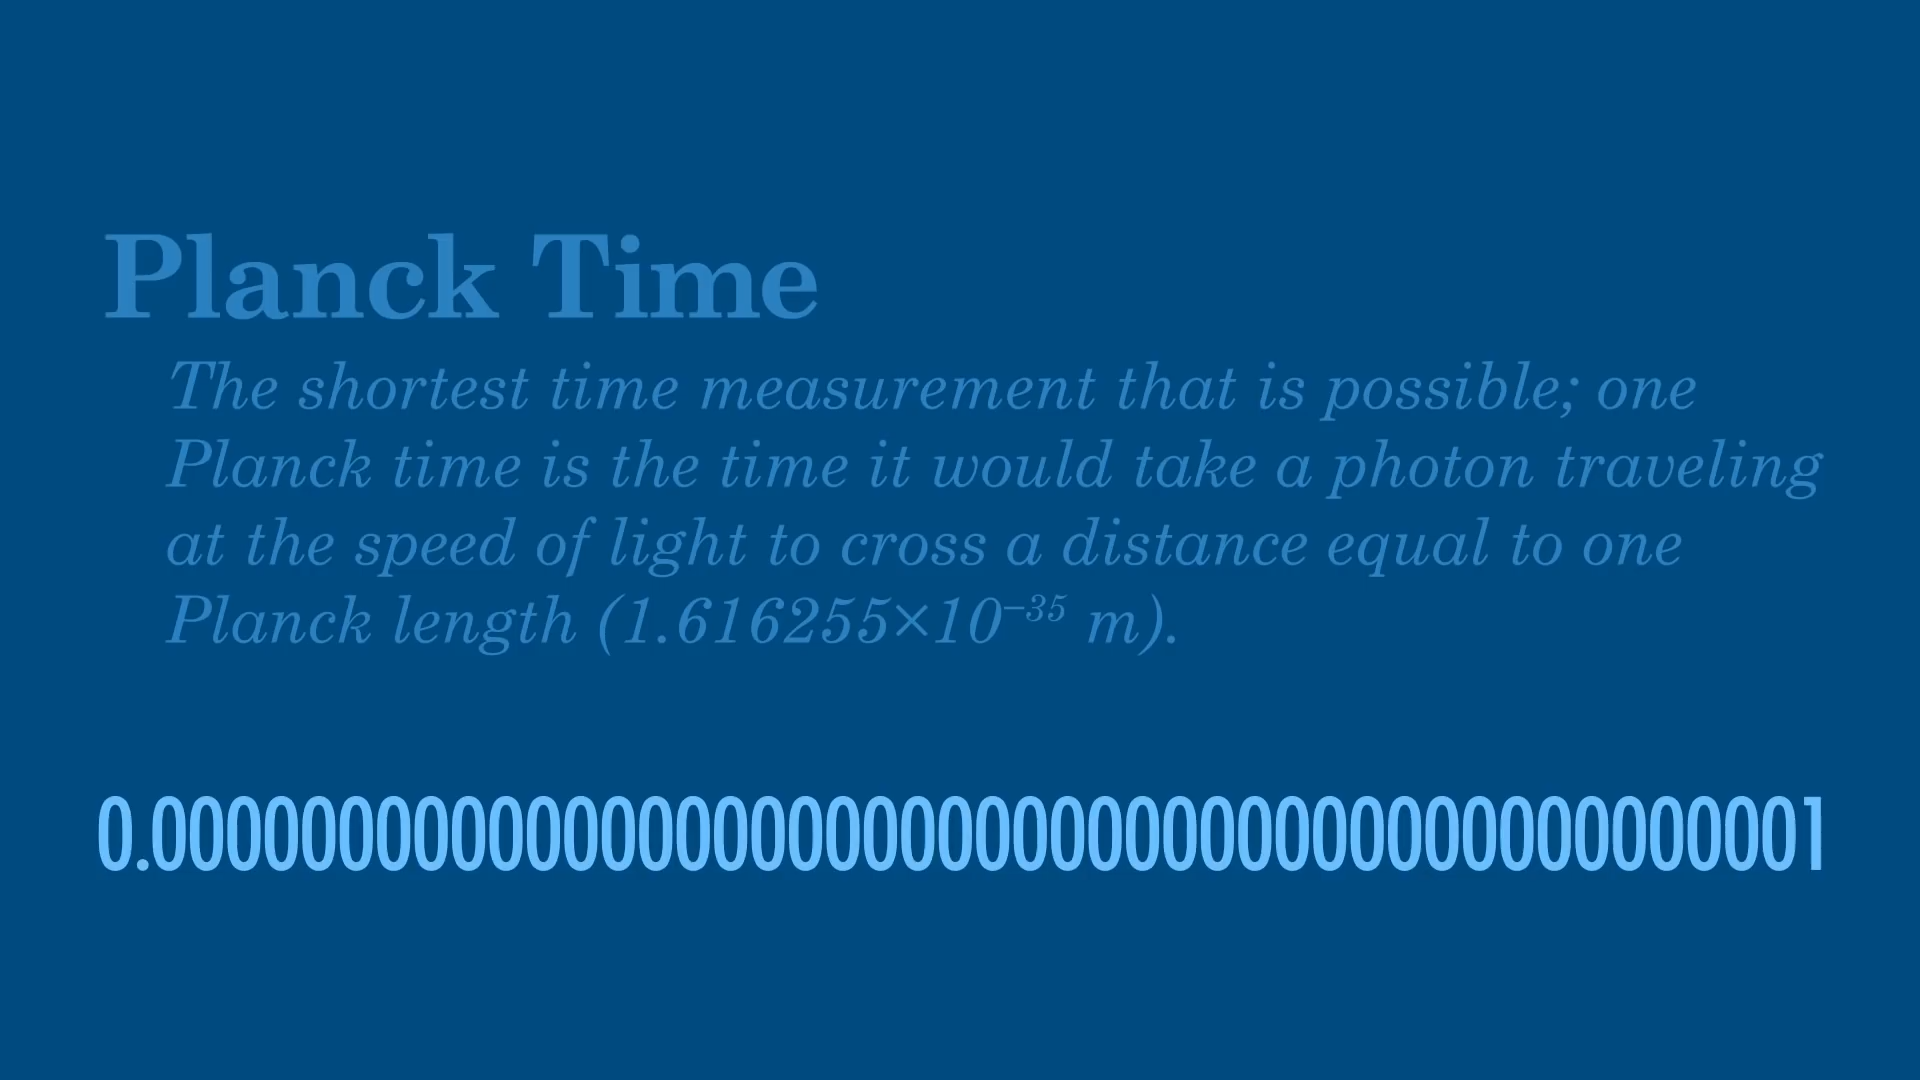 Planck Time
The shortest time measurement that is possible; one
Planck time is the time it would take a photon traveling
at the speed of light to cross a distance equal to one
Planck length (1.616255×10⁻³⁵ m).
0.000000000000000000000000000000000000000000001